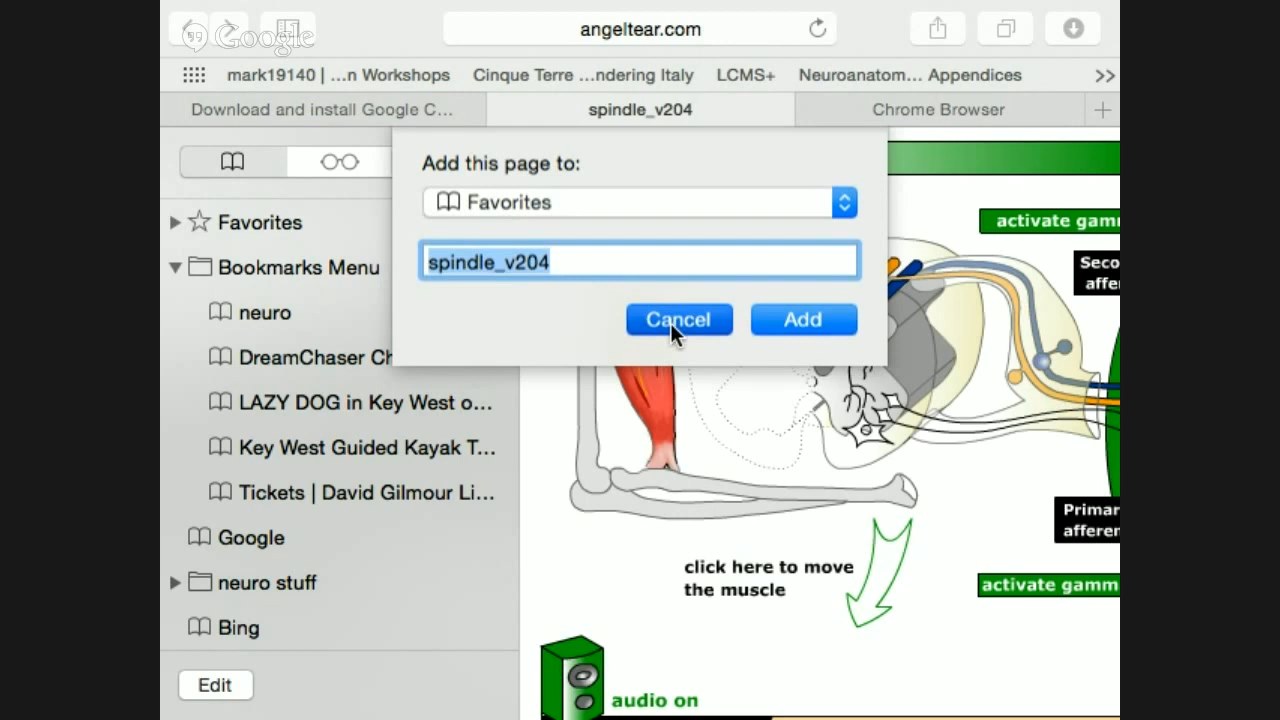 Google
angeltear.com
mark19140 | ...n Workshops
Cinque Terre ...ndering Italy
LCMS+
Neuroanatom... Appendices
>>
Download and install Google C...
spindle_v204
Chrome Browser
+
Add this page to:
Favorites
spindle_v204
Cancel
Add
Favorites
Bookmarks Menu
neuro
DreamChaser Ch
LAZY DOG in Key West o...
Key West Guided Kayak T...
Tickets | David Gilmour Li...
Google
neuro stuff
Bing
Edit
activate gamm
Seco
affe
Primar
afferen
click here to move
the muscle
activate gamm
audio on